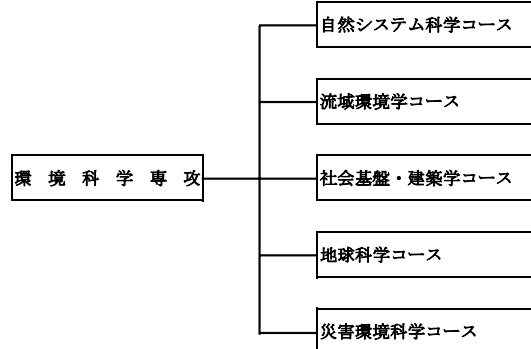 自然システム科学コース
流域環境学コース
環境科学専攻
社会基盤・建築学コース
地球科学コース
災害環境科学コース